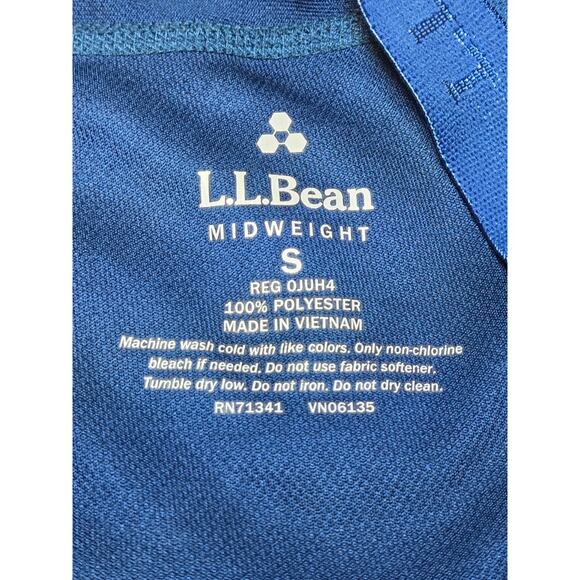 L.L.Bean
MIDWEIGHT
S
REG 0JUH4
100% POLYESTER
MADE IN VIETNAM
Machine wash cold with like colors. Only non-chlorine
bleach if needed. Do not use fabric softener.
Tumble dry low. Do not iron. Do not dry clean.
RN71341 VN06135